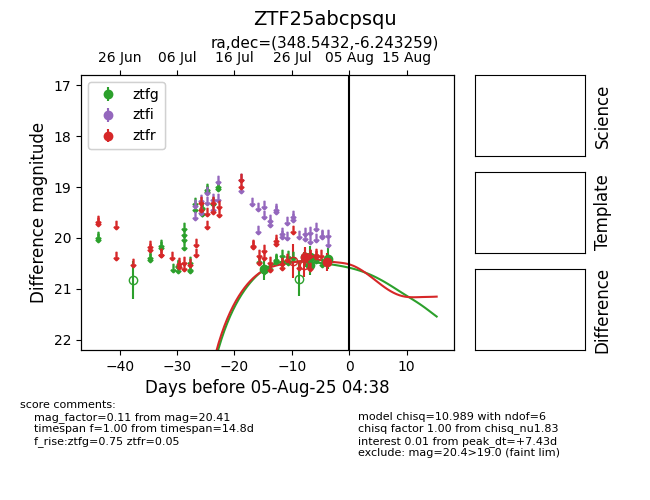 ZTF25abcpsqu
ra,dec=(348.5432,-6.243259)
26 Jun 06 Jul 16 Jul 26 Jul 05 Aug 15 Aug
17
18
19
20
21
22
Difference magnitude
ztfg
ztfi
ztfr
−40 −30 −20 −10 0 10
Days before 05-Aug-25 04:38
Science
Template
Difference
score comments:
mag_factor=0.11 from mag=20.41
timespan f=1.00 from timespan=14.8d
f_rise:ztfg=0.75 ztfr=0.05
model chisq=10.989 with ndof=6
chisq factor 1.00 from chisq_nu1.83
interest 0.01 from peak_dt=+7.43d
exclude: mag=20.4>19.0 (faint lim)